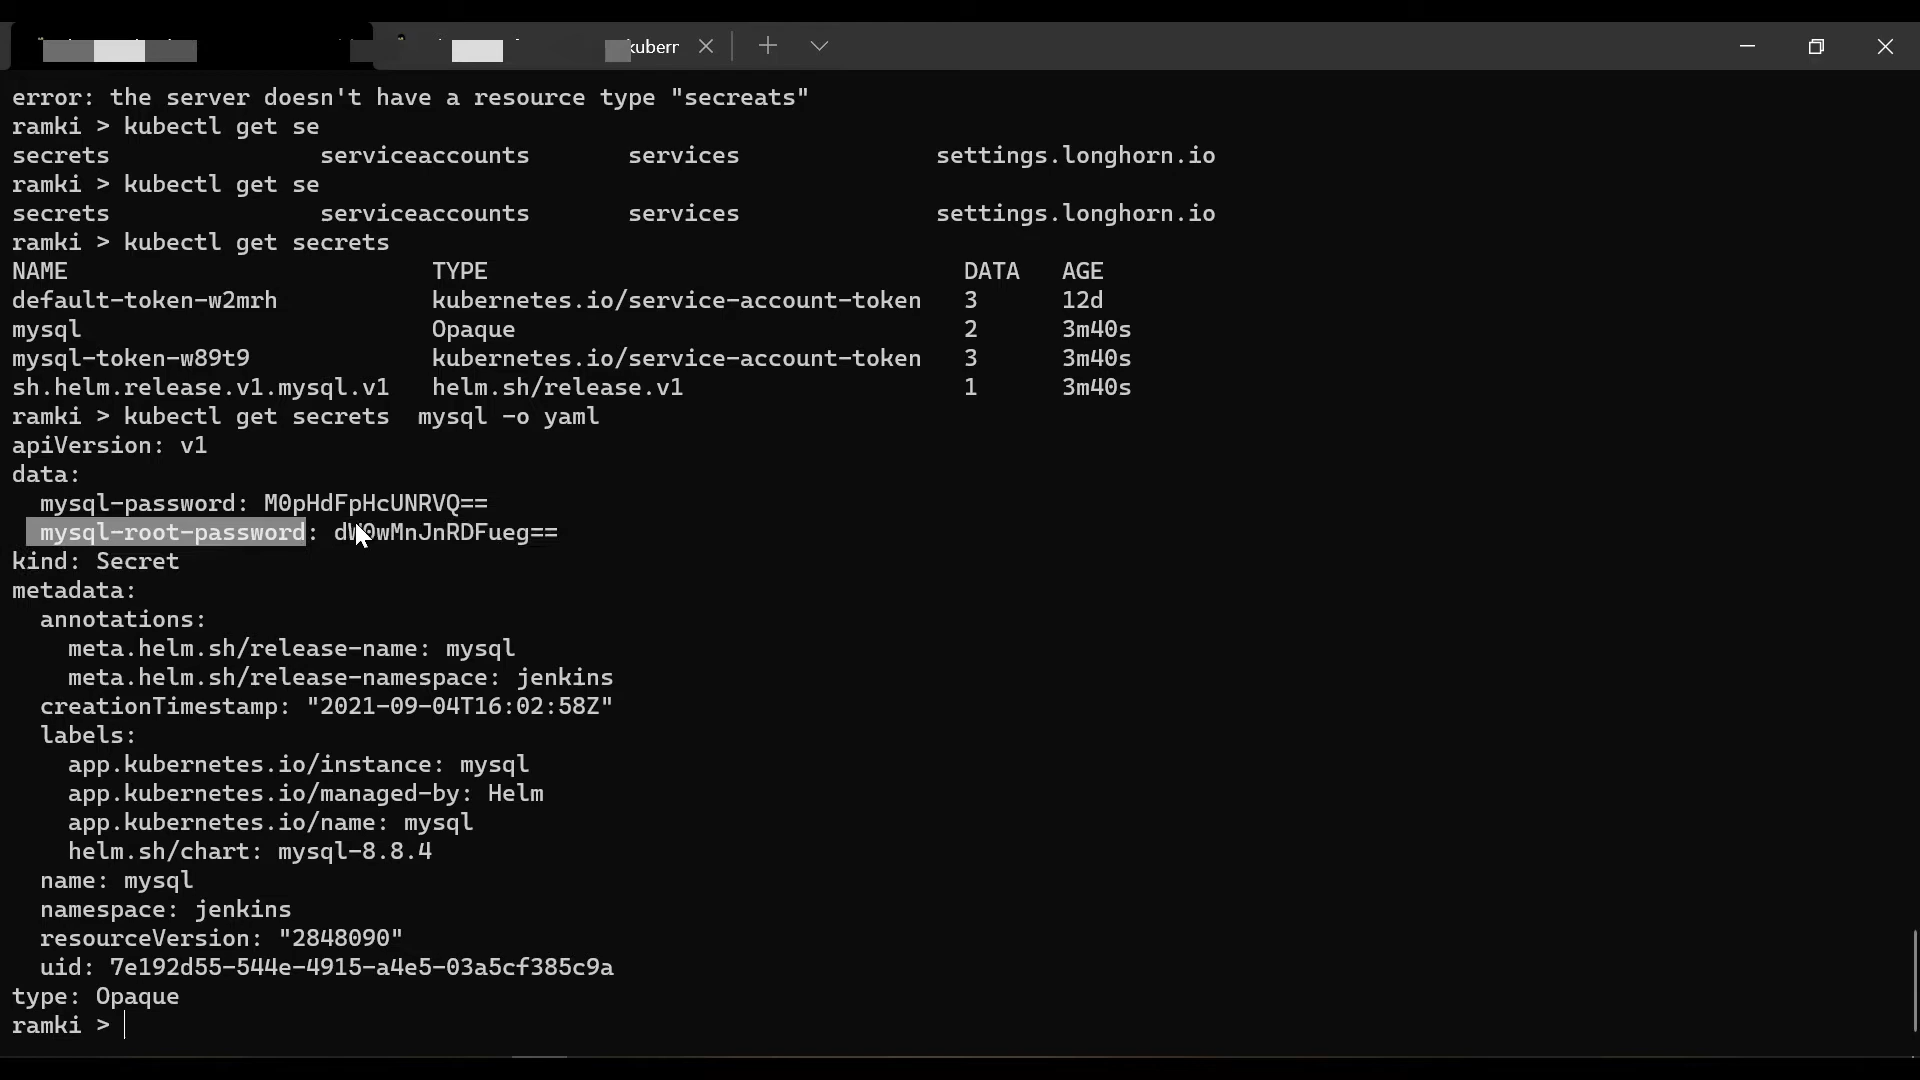 kubern
error: the server doesn't have a resource type "secreats"
ramki > kubectl get se
secrets serviceaccounts services settings.longhorn.io
ramki > kubectl get se
secrets serviceaccounts services settings.longhorn.io
ramki > kubectl get secrets
NAME TYPE DATA AGE
default-token-w2mrh kubernetes.io/service-account-token 3 12d
mysql Opaque 2 3m40s
mysql-token-w89t9 kubernetes.io/service-account-token 3 3m40s
sh.helm.release.v1.mysql.v1 helm.sh/release.v1 1 3m40s
ramki > kubectl get secrets mysql -o yaml
apiVersion: v1
data:
mysql-password: M0pHdFpHcUNRVQ==
mysql-root-password: dW0wMnJnRDFueg==
kind: Secret
metadata:
annotations:
meta.helm.sh/release-name: mysql
meta.helm.sh/release-namespace: jenkins
creationTimestamp: "2021-09-04T16:02:58Z"
labels:
app.kubernetes.io/instance: mysql
app.kubernetes.io/managed-by: Helm
app.kubernetes.io/name: mysql
helm.sh/chart: mysql-8.8.4
name: mysql
namespace: jenkins
resourceVersion: "2848090"
uid: 7e192d55-544e-4915-a4e5-03a5cf385c9a
type: Opaque
ramki >